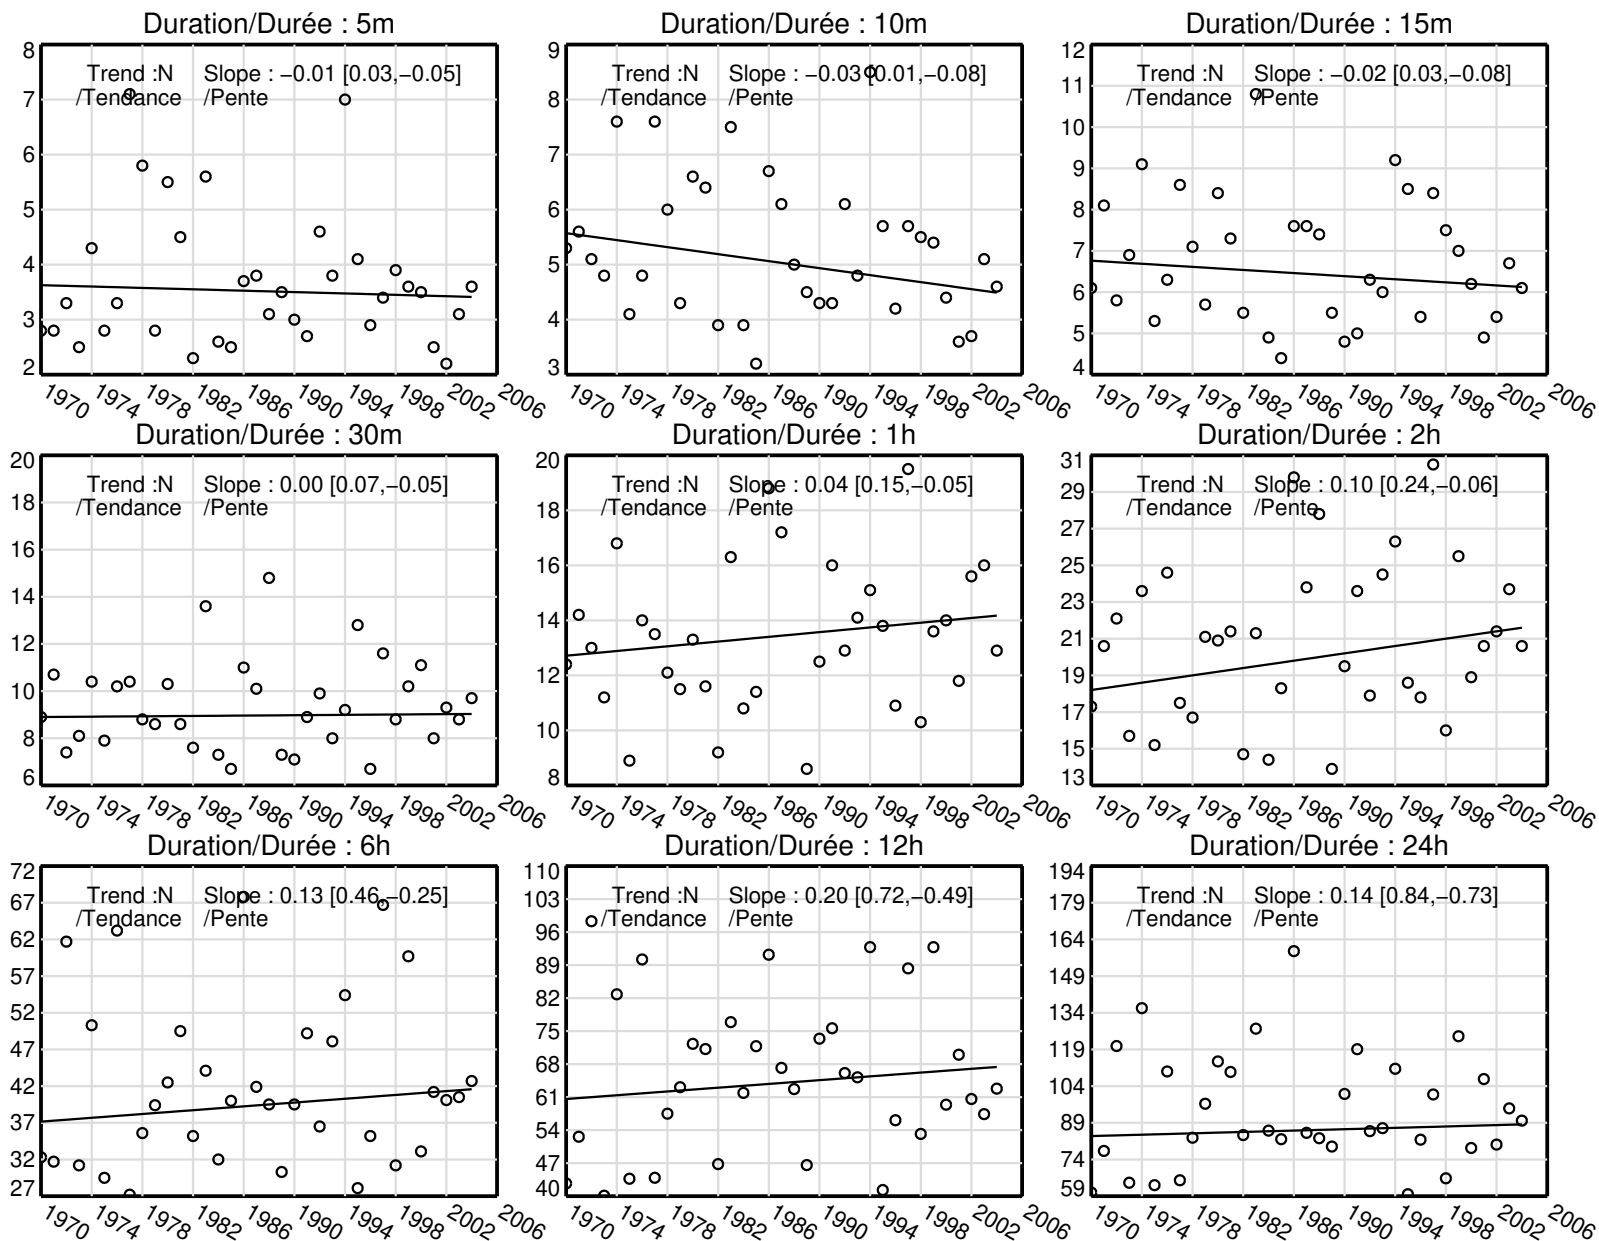 Duration/Durée : 5m
Trend :N Slope : −0.01 [0.03,−0.05]
/Tendance /Pente
8
7
6
5
4
3
2
1970 1974 1978 1982 1986 1990 1994 1998 2002 2006
Duration/Durée : 10m
Trend :N Slope : −0.03 [0.01,−0.08]
/Tendance /Pente
9
8
7
6
5
4
3
1970 1974 1978 1982 1986 1990 1994 1998 2002 2006
Duration/Durée : 15m
Trend :N Slope : −0.02 [0.03,−0.08]
/Tendance /Pente
12
11
10
9
8
7
6
5
4
1970 1974 1978 1982 1986 1990 1994 1998 2002 2006
Duration/Durée : 30m
Trend :N Slope : 0.00 [0.07,−0.05]
/Tendance /Pente
20
18
16
14
12
10
8
6
1970 1974 1978 1982 1986 1990 1994 1998 2002 2006
Duration/Durée : 1h
Trend :N Slope : 0.04 [0.15,−0.05]
/Tendance /Pente
20
18
16
14
12
10
8
1970 1974 1978 1982 1986 1990 1994 1998 2002 2006
Duration/Durée : 2h
Trend :N Slope : 0.10 [0.24,−0.06]
/Tendance /Pente
31
29
27
25
23
21
19
17
15
13
1970 1974 1978 1982 1986 1990 1994 1998 2002 2006
Duration/Durée : 6h
Trend :N Slope : 0.13 [0.46,−0.25]
/Tendance /Pente
72
67
62
57
52
47
42
37
32
27
1970 1974 1978 1982 1986 1990 1994 1998 2002 2006
Duration/Durée : 12h
Trend :N Slope : 0.20 [0.72,−0.49]
/Tendance /Pente
110
103
96
89
82
75
68
61
54
47
40
1970 1974 1978 1982 1986 1990 1994 1998 2002 2006
Duration/Durée : 24h
Trend :N Slope : 0.14 [0.84,−0.73]
/Tendance /Pente
194
179
164
149
134
119
104
89
74
59
1970 1974 1978 1982 1986 1990 1994 1998 2002 2006